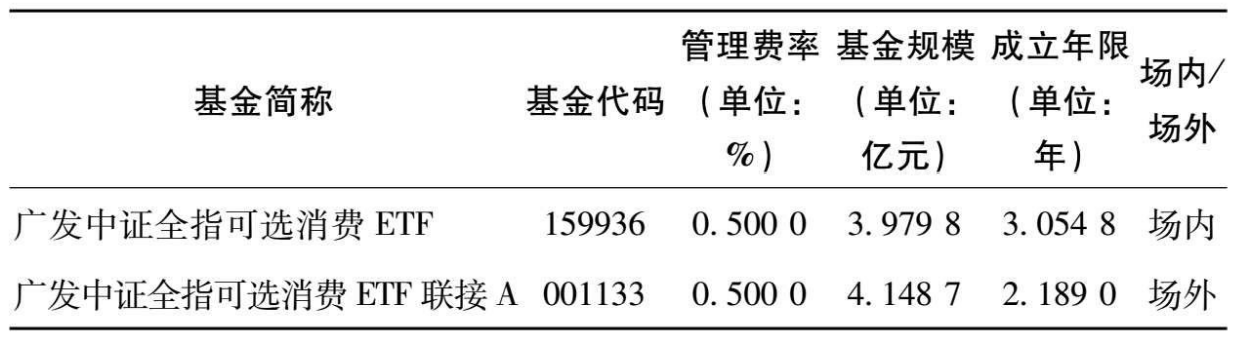 管理费率 基金规模 成立年限 场内/
基金简称 基金代码 (单位: (单位: (单位: 场外
%) 亿元) 年)
广发中证全指可选消费 ETF 159936 0.500 0 3.979 8 3.054 8 场内
广发中证全指可选消费 ETF 联接 A 001133 0.500 0 4.148 7 2.189 0 场外